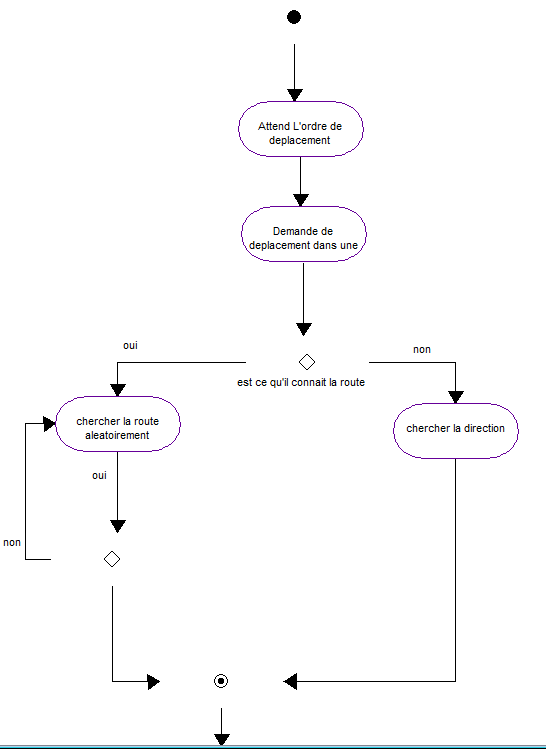 Attend L'ordre de
deplacement
Demande de
deplacement dans une
oui
non
est ce qu'il connait la route
chercher la route
aleatoirement
chercher la direction
oui
non